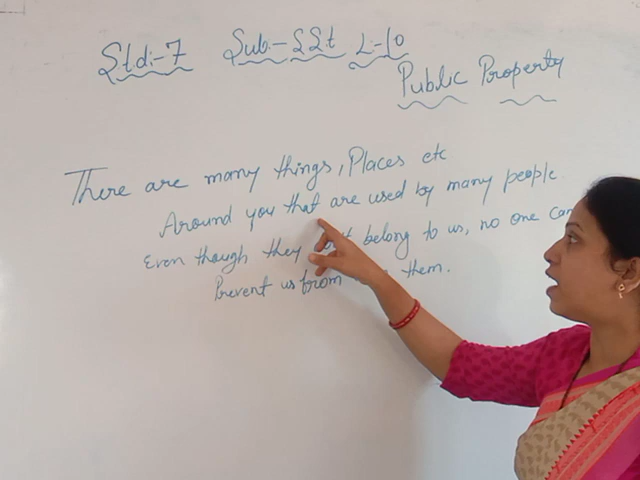 Std:-7 Sub:- SSt L-10
Public Property
There are many things, Places etc
Around you that are used by many people
Even though they belong to us, no one can
Prevent us from them.